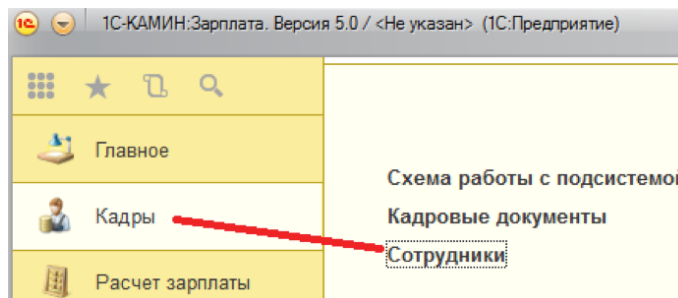 1С-КАМИН:Зарплата. Версия 5.0 / <Не указан> (1С:Предприятие)
Главное
Кадры
Расчет зарплаты
Схема работы с подсистемой
Кадровые документы
Сотрудники